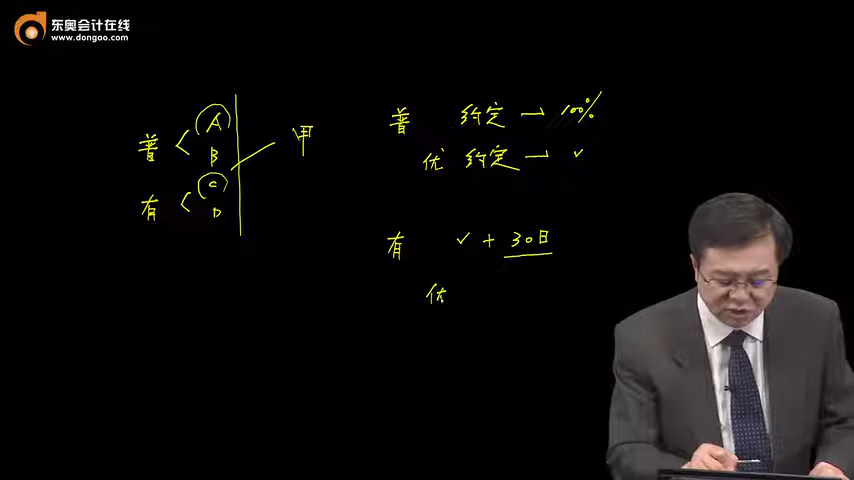 东奥会计在线
www.dongao.com
普 A B
有 C D
甲
普 约定 → 100%
优 约定 → ✓
有 ✓ + 30日
优